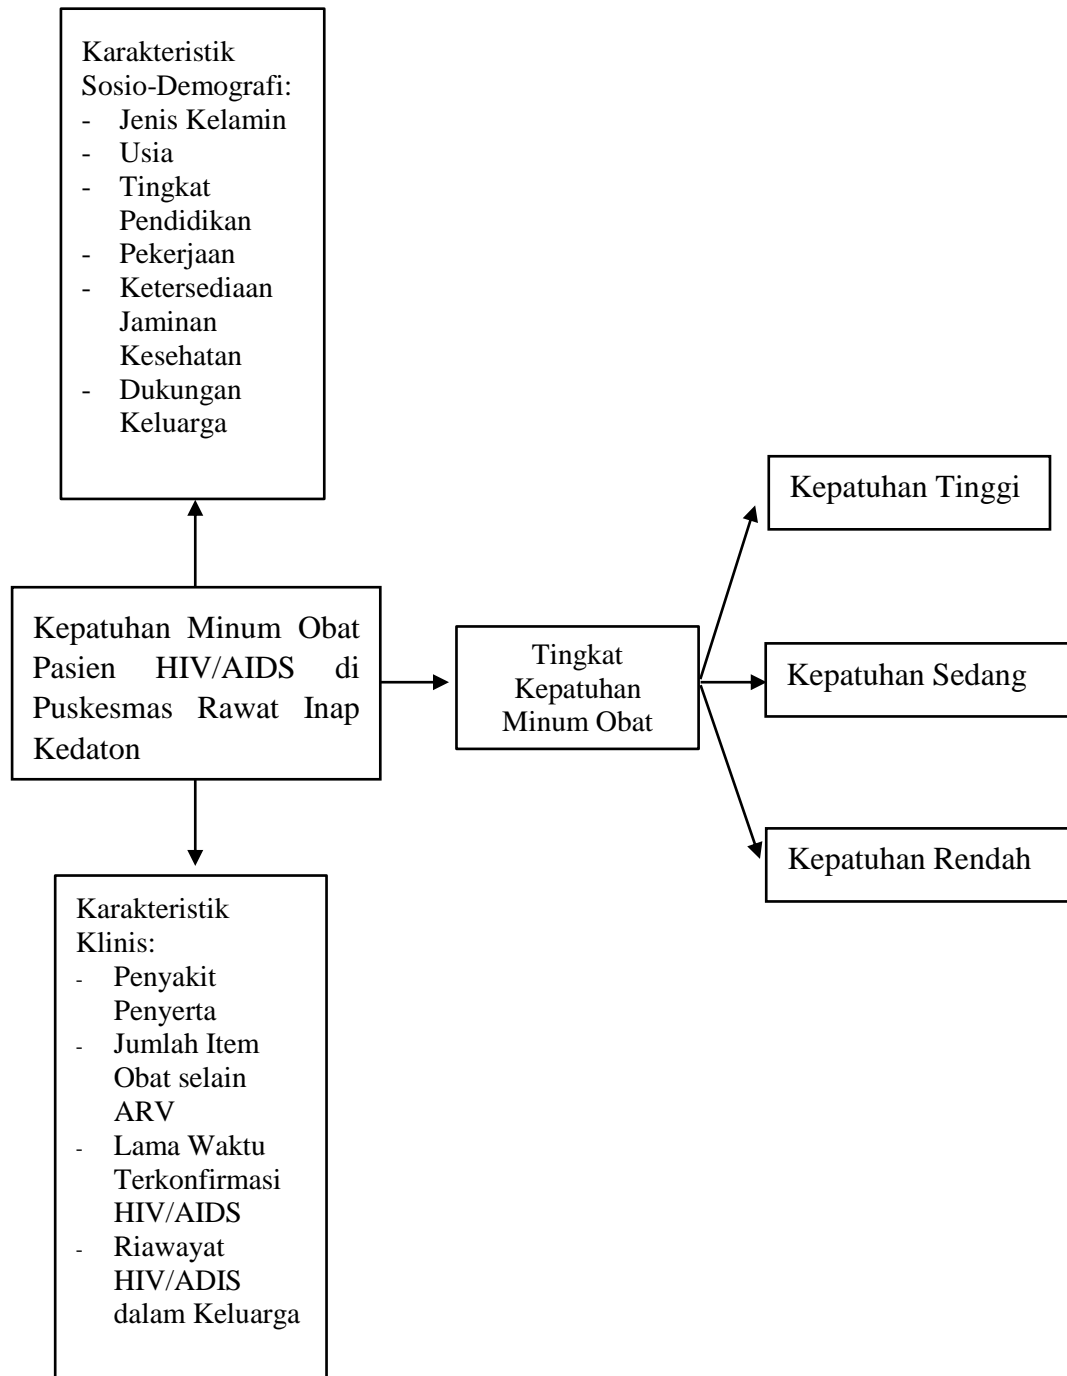 Karakteristik
Sosio-Demografi:
- Jenis Kelamin
- Usia
- Tingkat
Pendidikan
- Pekerjaan
- Ketersediaan
Jaminan
Kesehatan
- Dukungan
Keluarga
Kepatuhan Minum Obat
Pasien HIV/AIDS di
Puskesmas Rawat Inap
Kedaton
Tingkat
Kepatuhan
Minum Obat
Kepatuhan Tinggi
Kepatuhan Sedang
Kepatuhan Rendah
Karakteristik
Klinis:
- Penyakit
Penyerta
- Jumlah Item
Obat selain
ARV
- Lama Waktu
Terkonfirmasi
HIV/AIDS
- Riawayat
HIV/ADIS
dalam Keluarga